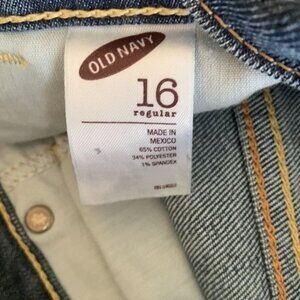 OLD NAVY
16
regular
MADE IN
MEXICO
65% COTTON
34% POLYESTER
1% SPANDEX